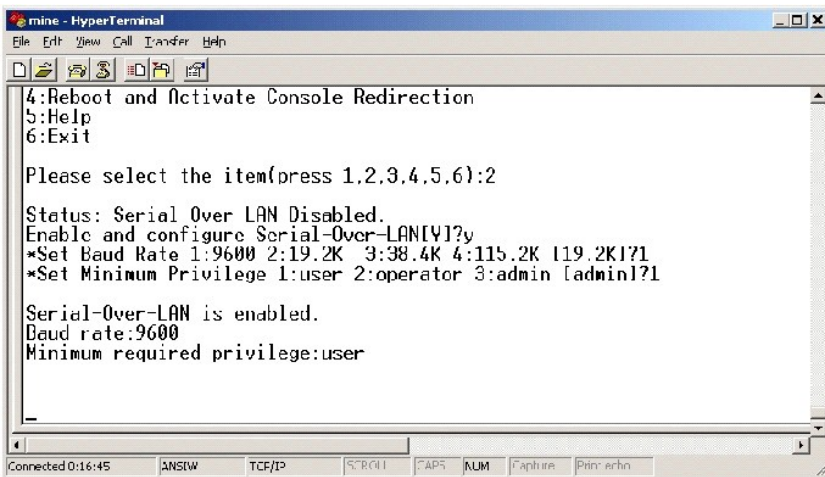 mine - HyperTerminal
File Edit View Call Transfer Help
4:Reboot and Activate Console Redirection
5:Help
6:Exit
Please select the item(press 1,2,3,4,5,6):2
Status: Serial Over LAN Disabled.
Enable and configure Serial-Over-LAN[Y]?y
*Set Baud Rate 1:9600 2:19.2K 3:38.4K 4:115.2K [19.2K]?1
*Set Minimum Privilege 1:user 2:operator 3:admin [admin]?1
Serial-Over-LAN is enabled.
Baud rate:9600
Minimum required privilege:user
Connected 0:16:45 ANSIW TCP/IP SCROLL CAPS NUM Capture Print echo